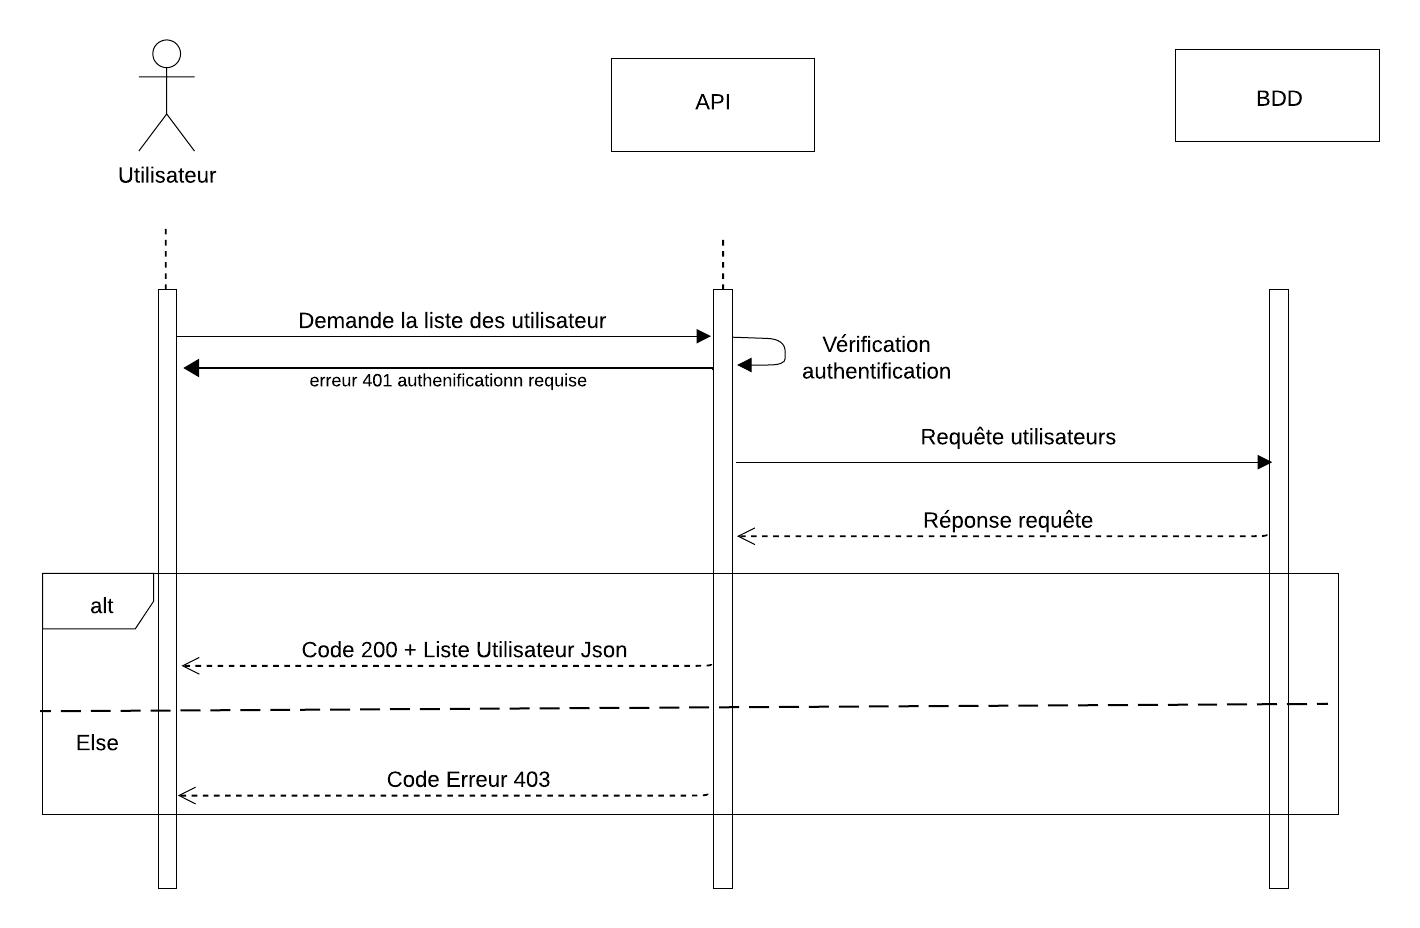 Utilisateur
API
BDD
Demande la liste des utilisateur
Vérification
authentification
erreur 401 authenificationn requise
Requête utilisateurs
Réponse requête
alt
Code 200 + Liste Utilisateur Json
Else
Code Erreur 403